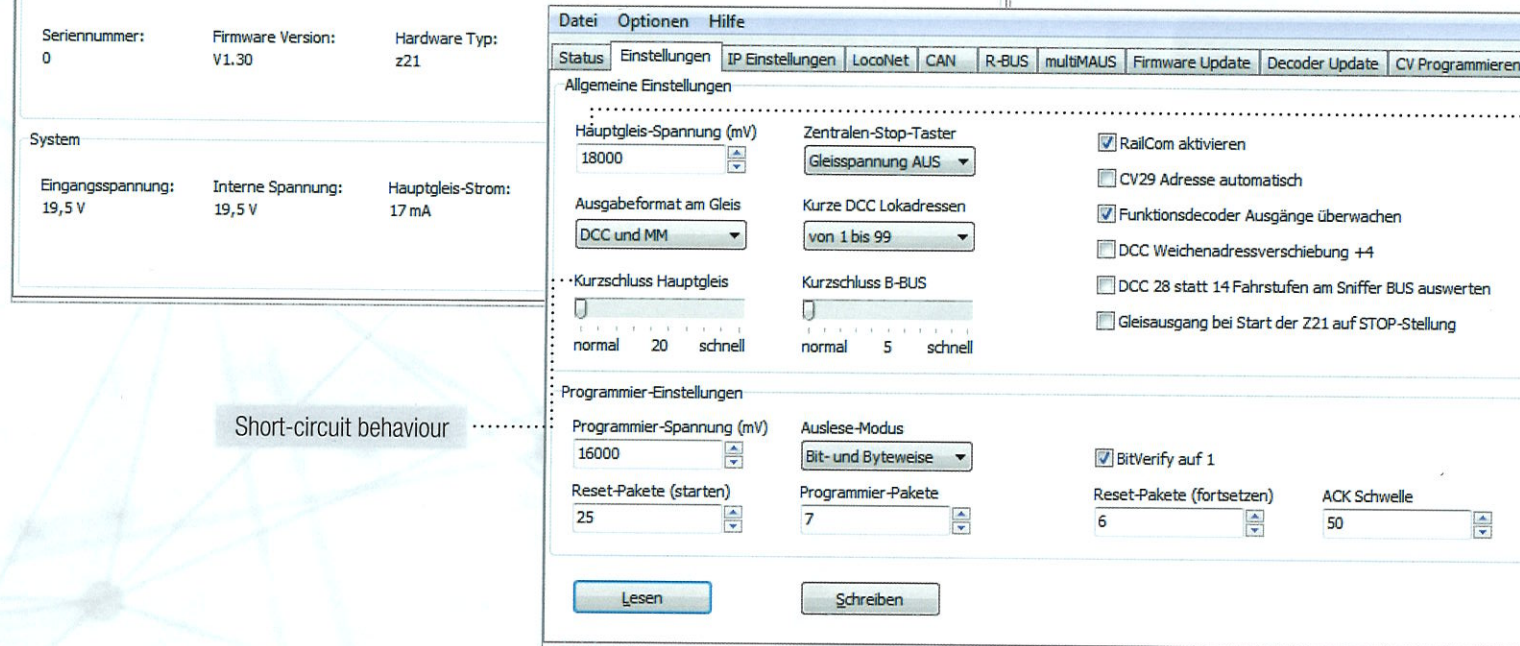 Seriennummer: Firmware Version: Hardware Typ:
0 V1.30 z21
System
Eingangsspannung: Interne Spannung: Hauptgleis-Strom:
19,5 V 19,5 V 17 mA
Short-circuit behaviour
Datei Optionen Hilfe
Status Einstellungen IP Einstellungen LocoNet CAN R-BUS multiMAUS Firmware Update Decoder Update CV Programmieren
Allgemeine Einstellungen
Hauptgleis-Spannung (mV) Zentralen-Stop-Taster
18000 Gleisspannung AUS
RailCom aktivieren
CV29 Adresse automatisch
Ausgabeformat am Gleis Kurze DCC Lokadressen
Funktionsdecoder Ausgänge überwachen
DCC und MM von 1 bis 99
DCC Weichenadressverschiebung +4
Kurzschluss Hauptgleis Kurzschluss B-BUS
DCC 28 statt 14 Fahrstufen am Sniffer BUS auswerten
Gleisausgang bei Start der Z21 auf STOP-Stellung
normal 20 schnell normal 5 schnell
Programmier-Einstellungen
Programmier-Spannung (mV) Auslese-Modus
16000 Bit- und Byteweise BitVerify auf 1
Reset-Pakete (starten) Programmier-Pakete Reset-Pakete (fortsetzen) ACK Schwelle
25 7 6 50
Lesen Schreiben